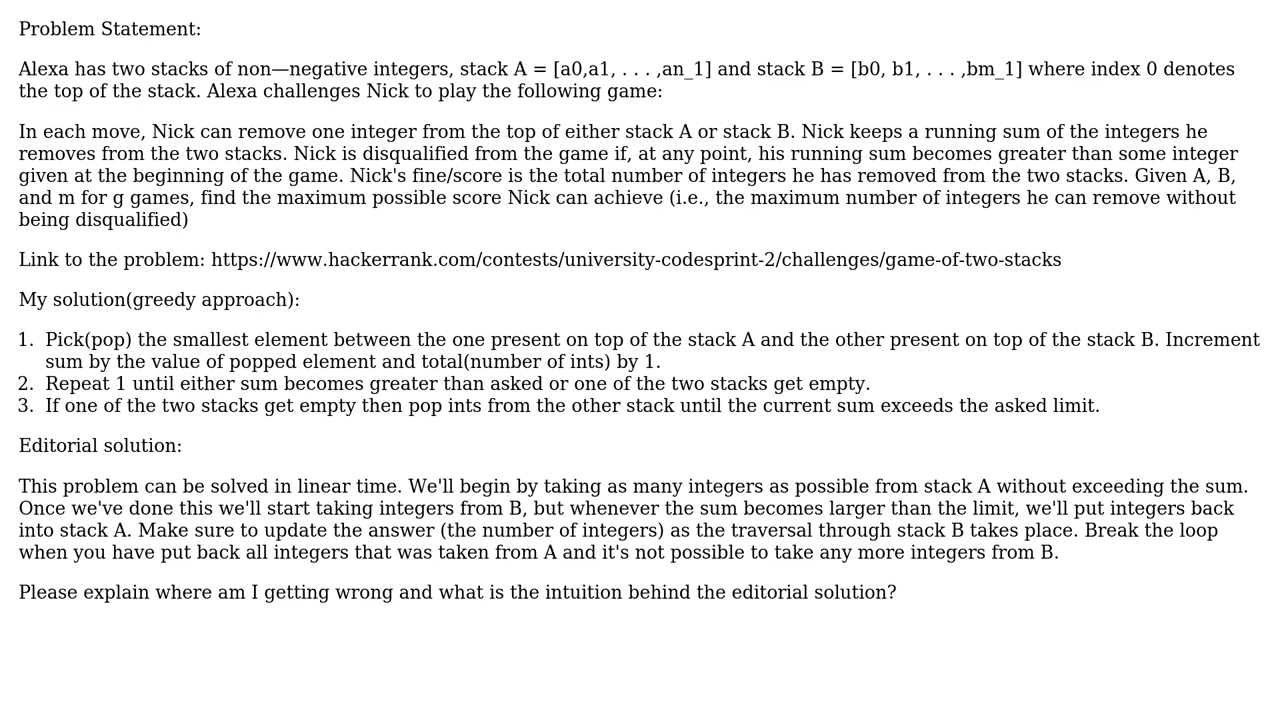 Problem Statement:
Alexa has two stacks of non—negative integers, stack A = [a0,a1, . . . ,an_1] and stack B = [b0, b1, . . . ,bm_1] where index 0 denotes
the top of the stack. Alexa challenges Nick to play the following game:
In each move, Nick can remove one integer from the top of either stack A or stack B. Nick keeps a running sum of the integers he
removes from the two stacks. Nick is disqualified from the game if, at any point, his running sum becomes greater than some integer
given at the beginning of the game. Nick's fine/score is the total number of integers he has removed from the two stacks. Given A, B,
and m for g games, find the maximum possible score Nick can achieve (i.e., the maximum number of integers he can remove without
being disqualified)
Link to the problem: https://www.hackerrank.com/contests/university-codesprint-2/challenges/game-of-two-stacks
My solution(greedy approach):
1. Pick(pop) the smallest element between the one present on top of the stack A and the other present on top of the stack B. Increment
sum by the value of popped element and total(number of ints) by 1.
2. Repeat 1 until either sum becomes greater than asked or one of the two stacks get empty.
3. If one of the two stacks get empty then pop ints from the other stack until the current sum exceeds the asked limit.
Editorial solution:
This problem can be solved in linear time. We'll begin by taking as many integers as possible from stack A without exceeding the sum.
Once we've done this we'll start taking integers from B, but whenever the sum becomes larger than the limit, we'll put integers back
into stack A. Make sure to update the answer (the number of integers) as the traversal through stack B takes place. Break the loop
when you have put back all integers that was taken from A and it's not possible to take any more integers from B.
Please explain where am I getting wrong and what is the intuition behind the editorial solution?